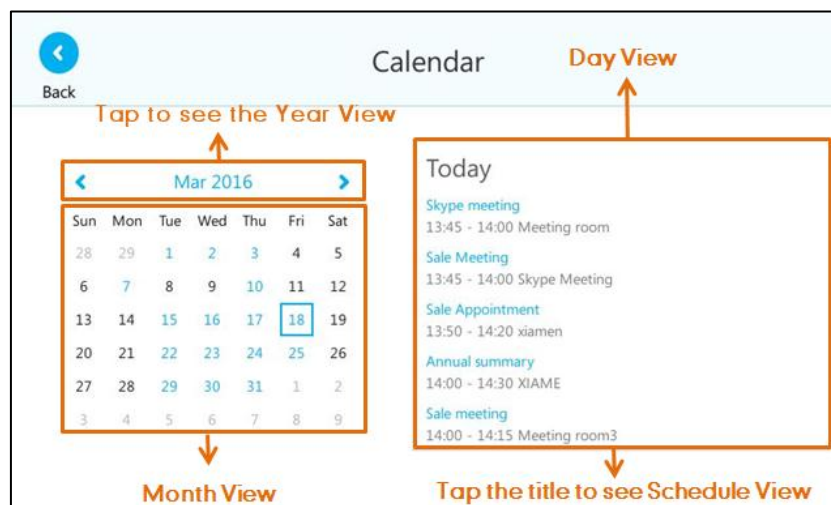 Calendar
Day View
Back
Tap to see the Year View
Mar 2016
Sun Mon Tue Wed Thu Fri Sat
28 29 1 2 3 4 5
6 7 8 9 10 11 12
13 14 15 16 17 18 19
20 21 22 23 24 25 26
27 28 29 30 31 1 2
3 4 5 6 7 8 9
Month View
Today
Skype meeting
13:45 - 14:00 Meeting room
Sale Meeting
13:45 - 14:00 Skype Meeting
Sale Appointment
13:50 - 14:20 xiamen
Annual summary
14:00 - 14:30 XIAME
Sale meeting
14:00 - 14:15 Meeting room3
Tap the title to see Schedule View